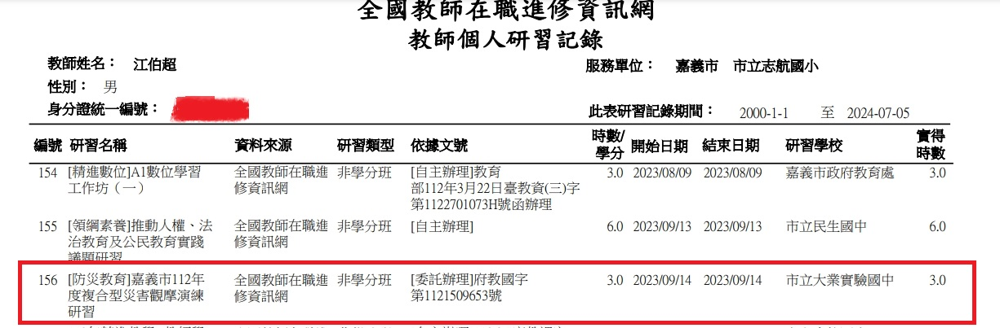 全國教師在職進修資訊網
教師個人研習記錄
教師姓名： 江伯超 服務單位： 嘉義市 市立志航國小
性別： 男
身分證統一編號： 此表研習記錄期間： 2000-1-1 至 2024-07-05
編號 研習名稱 資料來源 研習類型 依據文號 時數/學分 開始日期 結束日期 研習學校 實得時數
154 [精進數位]A1數位學習 全國教師在職進 非學分班 [自主辦理]教育 3.0 2023/08/09 2023/08/09 嘉義市政府教育處 3.0
工作坊（一） 修資訊網 部112年3月22日臺教資(三)字
第1122701073H號函辦理
155 [領綱素養]推動人權、法 全國教師在職進 非學分班 [自主辦理] 6.0 2023/09/13 2023/09/13 市立民生國中 6.0
治教育及公民教育實踐 修資訊網
議題研習
156 [防災教育]嘉義市112年 全國教師在職進 非學分班 [委託辦理]府教國字 3.0 2023/09/14 2023/09/14 市立大業實驗國中 3.0
度複合型災害觀摩演練 修資訊網 第1121509653號
研習